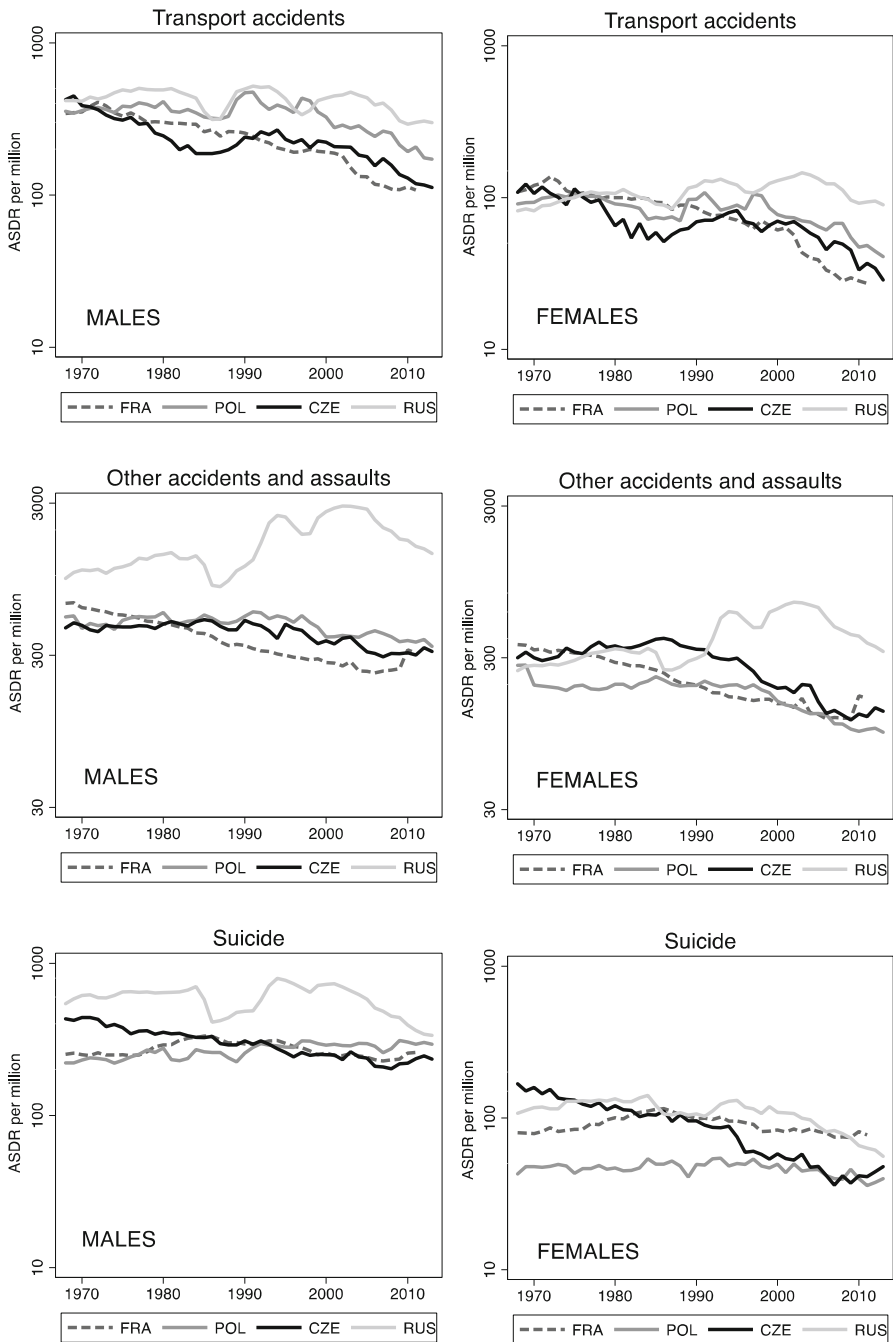 Transport accidents
ASDR per million
1000
100
10
MALES
1970 1980 1990 2000 2010
FRA POL CZE RUS
Transport accidents
ASDR per million
1000
100
10
FEMALES
1970 1980 1990 2000 2010
FRA POL CZE RUS
Other accidents and assaults
ASDR per million
3000
300
30
MALES
1970 1980 1990 2000 2010
FRA POL CZE RUS
Other accidents and assaults
ASDR per million
3000
300
30
FEMALES
1970 1980 1990 2000 2010
FRA POL CZE RUS
Suicide
ASDR per million
1000
100
10
MALES
1970 1980 1990 2000 2010
FRA POL CZE RUS
Suicide
ASDR per million
1000
100
10
FEMALES
1970 1980 1990 2000 2010
FRA POL CZE RUS